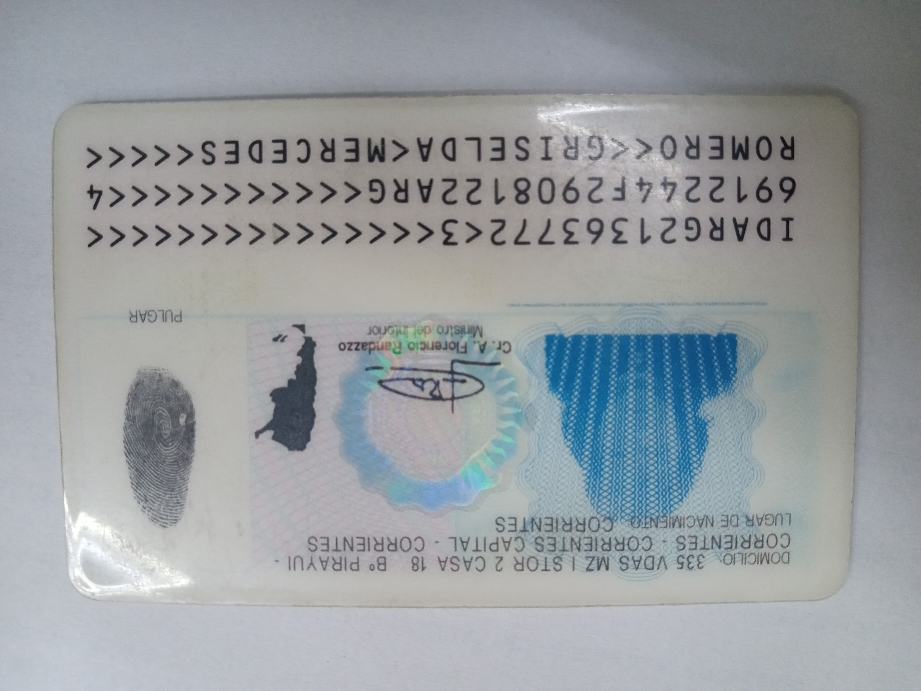 DOMICILIO: 335 VDAS MZ I STOR 2 CASA 18 Bº PIRAYUI -
CORRIENTES - CORRIENTES CAPITAL - CORRIENTES
LUGAR DE NACIMIENTO: CORRIENTES
Cr. A. Florencio Randazzo
Ministro del Interior
PULGAR
IDARG21363772<3<<<<<<<<<<<<<<<
6912244F2908122ARG<<<<<<<<<<<4
ROMERO<<GRISELDA<MERCEDES<<<<<